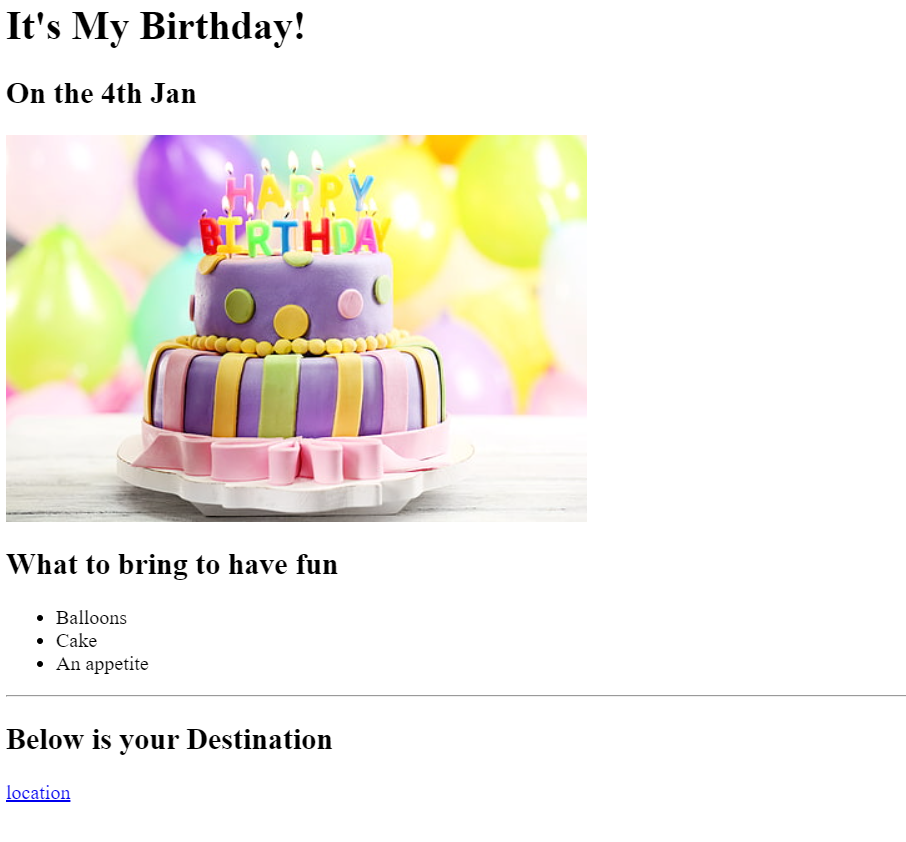 It's My Birthday!
On the 4th Jan
HAPPY
BIRTHDAY
What to bring to have fun
Balloons
Cake
An appetite
Below is your Destination
location